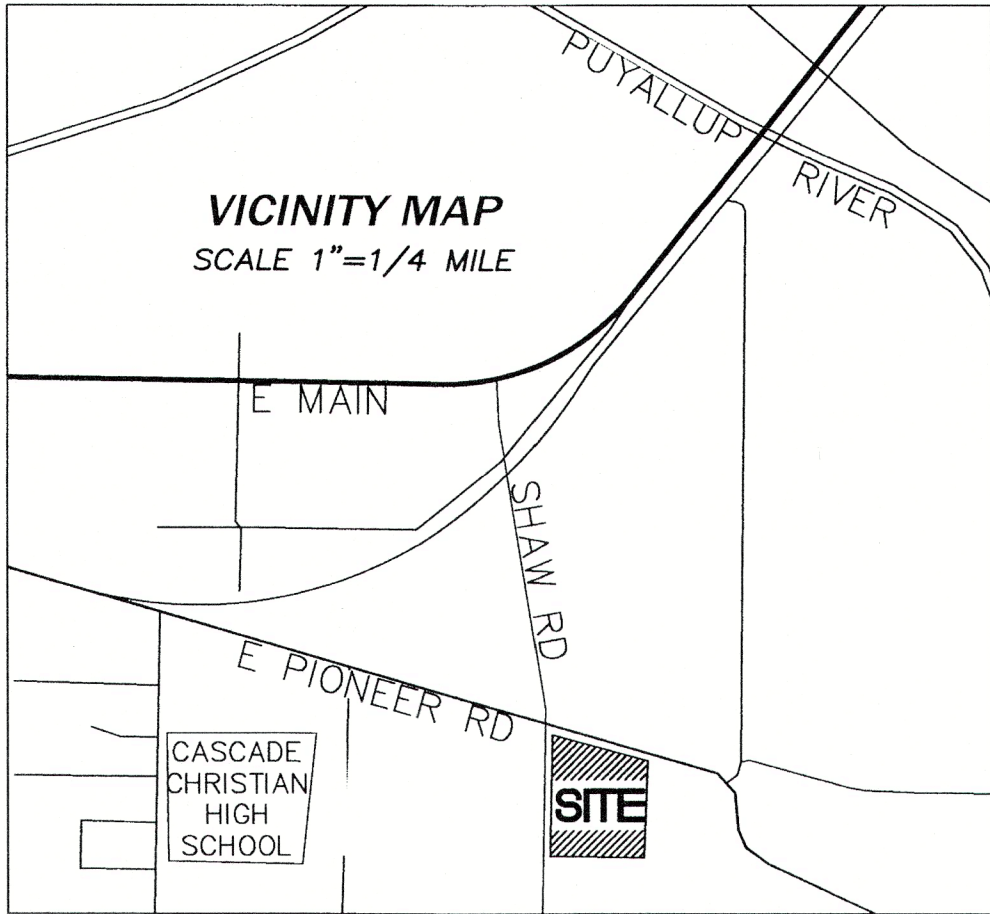 PUYALLUP RIVER
VICINITY MAP
SCALE 1"=1/4 MILE
E MAIN
SHAW RD
E PIONEER RD
CASCADE
CHRISTIAN
HIGH
SCHOOL
SITE